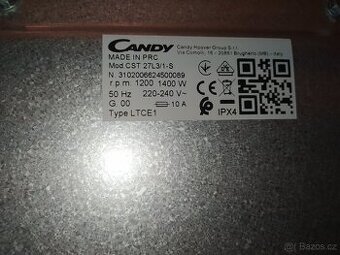 CANDY
Candy Hoover Group S.r.l.
Via Comolli, 16 - 20861 Brugherio (MB) - Italy
MADE IN PRC
Mod.CST 27L3/1-S
N. 3102006624500089
r.p.m. 1200 1400 W
50 Hz 220-240 V~
G. 00 10 A
Type LTCE1
IPX4
Bazos.cz